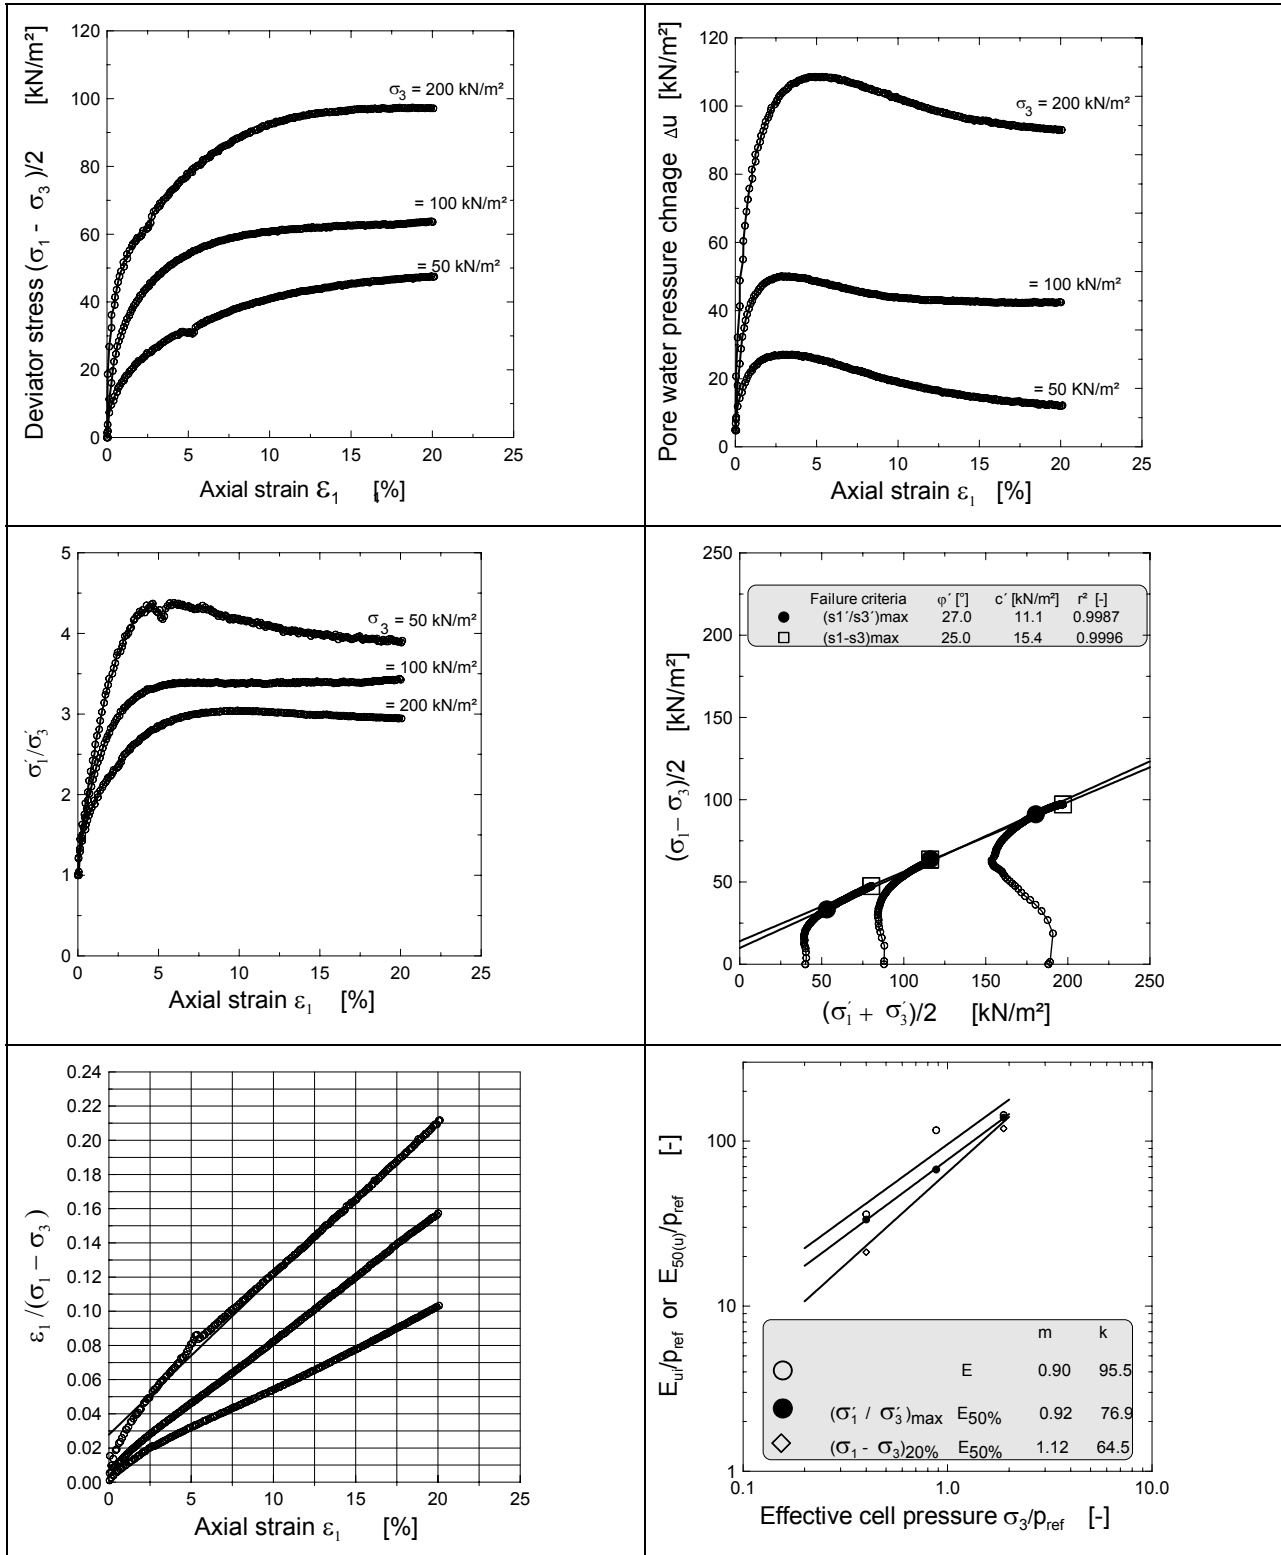 Deviator stress (σ1 - σ3)/2 [kN/m²]
120
100
80
60
40
20
0
σ3 = 200 kN/m²
= 100 kN/m²
= 50 kN/m²
0 5 10 15 20 25
Axial strain ε1 [%]
Pore water pressure chnage Δu [kN/m²]
120
100
80
60
40
20
0
σ3 = 200 kN/m²
= 100 kN/m²
= 50 KN/m²
0 5 10 15 20 25
Axial strain ε1 [%]
σ1´/σ3´
5
4
3
2
1
0
σ3 = 50 kN/m²
= 100 kN/m²
= 200 kN/m²
0 5 10 15 20 25
Axial strain ε1 [%]
(σ1 – σ3)/2 [kN/m²]
250
200
150
100
50
0
Failure criteria φ´ [°] c´ [kN/m²] r² [-]
(s1´/s3´)max 27.0 11.1 0.9987
(s1-s3)max 25.0 15.4 0.9996
0 50 100 150 200 250
(σ1´ + σ3´)/2 [kN/m²]
ε1 /(σ1 – σ3)
0.24
0.22
0.20
0.18
0.16
0.14
0.12
0.10
0.08
0.06
0.04
0.02
0.00
0 5 10 15 20 25
Axial strain ε1 [%]
Eui/pref or E50(u)/pref [-]
100
10
1
m k
E 0.90 95.5
(σ1´ / σ3´)max E50% 0.92 76.9
(σ1 - σ3)20% E50% 1.12 64.5
0.1 1.0 10.0
Effective cell pressure σ3/pref [-]